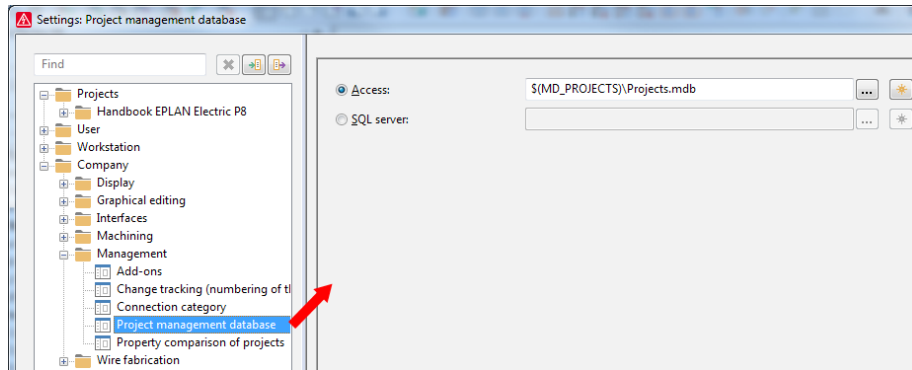 Settings: Project management database
Find
Projects
Handbook EPLAN Electric P8
User
Workstation
Company
Display
Graphical editing
Interfaces
Machining
Management
Add-ons
Change tracking (numbering of tl
Connection category
Project management database
Property comparison of projects
Wire fabrication
Access:
$(MD_PROJECTS)\Projects.mdb
...
SQL server:
...